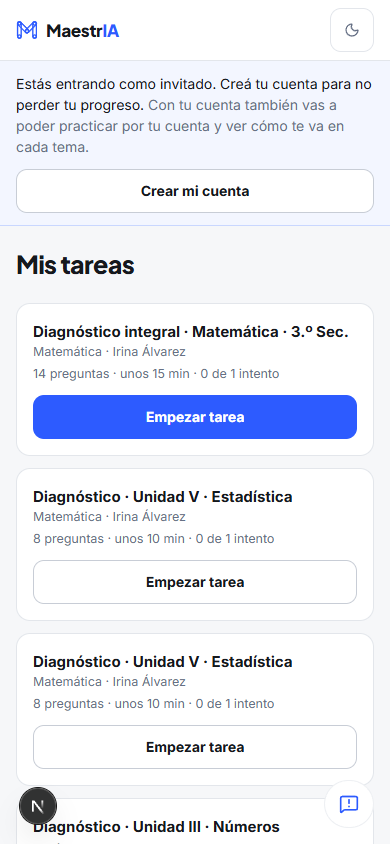 MaestrIA
Estás entrando como invitado. Creá tu cuenta para no
perder tu progreso. Con tu cuenta también vas a
poder practicar por tu cuenta y ver cómo te va en
cada tema.
Crear mi cuenta
Mis tareas
Diagnóstico integral · Matemática · 3.º Sec.
Matemática · Irina Álvarez
14 preguntas · unos 15 min · 0 de 1 intento
Empezar tarea
Diagnóstico · Unidad V · Estadística
Matemática · Irina Álvarez
8 preguntas · unos 10 min · 0 de 1 intento
Empezar tarea
Diagnóstico · Unidad V · Estadística
Matemática · Irina Álvarez
8 preguntas · unos 10 min · 0 de 1 intento
Empezar tarea
N
Diagnóstico · Unidad III · Números